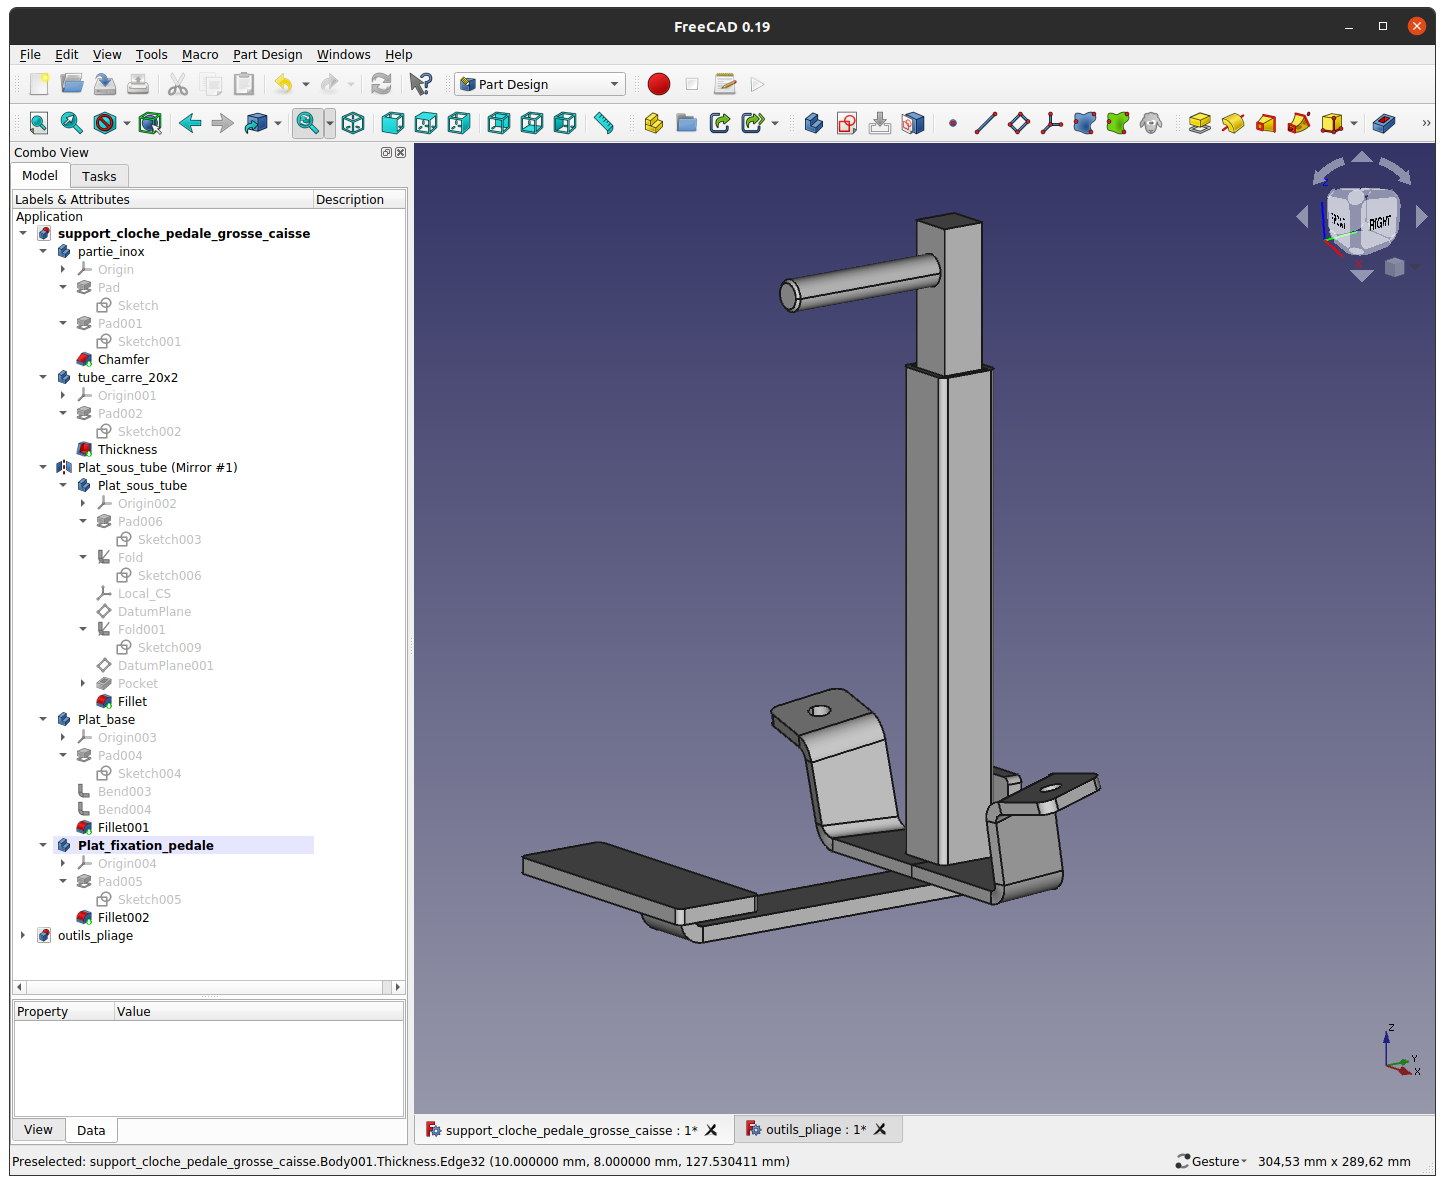 FreeCAD 0.19
File Edit View Tools Macro Part Design Windows Help
Part Design
Combo View
Model Tasks
Labels & Attributes Description
Application
support_cloche_pedale_grosse_caisse
partie_inox
Origin
Pad
Sketch
Pad001
Sketch001
Chamfer
tube_carre_20x2
Origin001
Pad002
Sketch002
Thickness
Plat_sous_tube (Mirror #1)
Plat_sous_tube
Origin002
Pad006
Sketch003
Fold
Sketch006
Local_CS
DatumPlane
Fold001
Sketch009
DatumPlane001
Pocket
Fillet
Plat_base
Origin003
Pad004
Sketch004
Bend003
Bend004
Fillet001
Plat_fixation_pedale
Origin004
Pad005
Sketch005
Fillet002
outils_pliage
Property Value
View Data
RIGHT
Z
Y
X
support_cloche_pedale_grosse_caisse : 1*
outils_pliage : 1*
Preselected: support_cloche_pedale_grosse_caisse.Body001.Thickness.Edge32 (10.000000 mm, 8.000000 mm, 127.530411 mm)
Gesture 304,53 mm x 289,62 mm